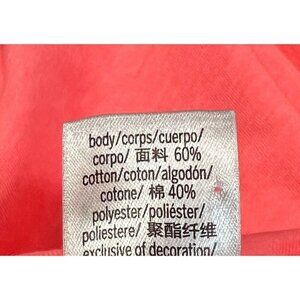 body/corps/cuerpo/
corpo/ 面料 60%
cotton/coton/algodón/
cotone/ 棉 40%
polyester/poliéster/
poliestere/ 聚酯纤维
exclusive of decoration/